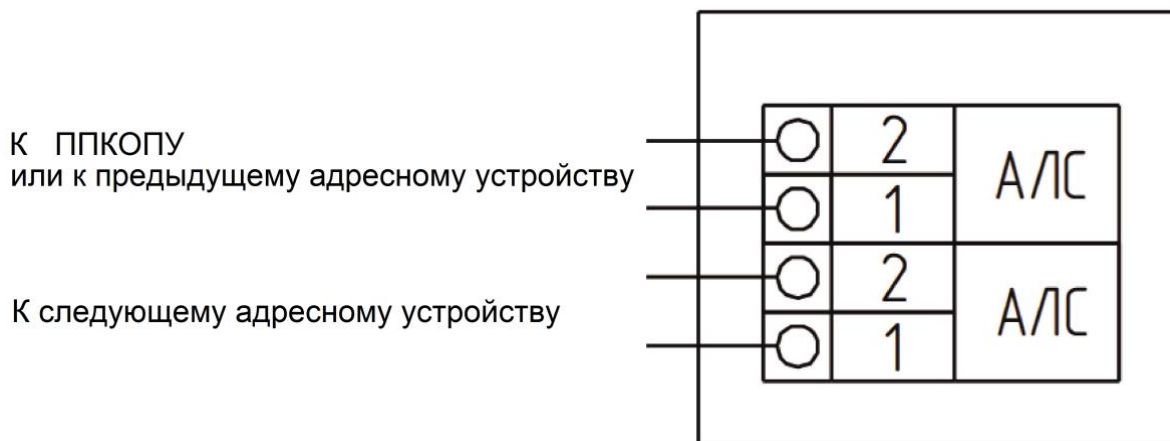 К ППКОПУ
или к предыдущему адресному устройству
К следующему адресному устройству
2
1
АЛС
2
1
АЛС